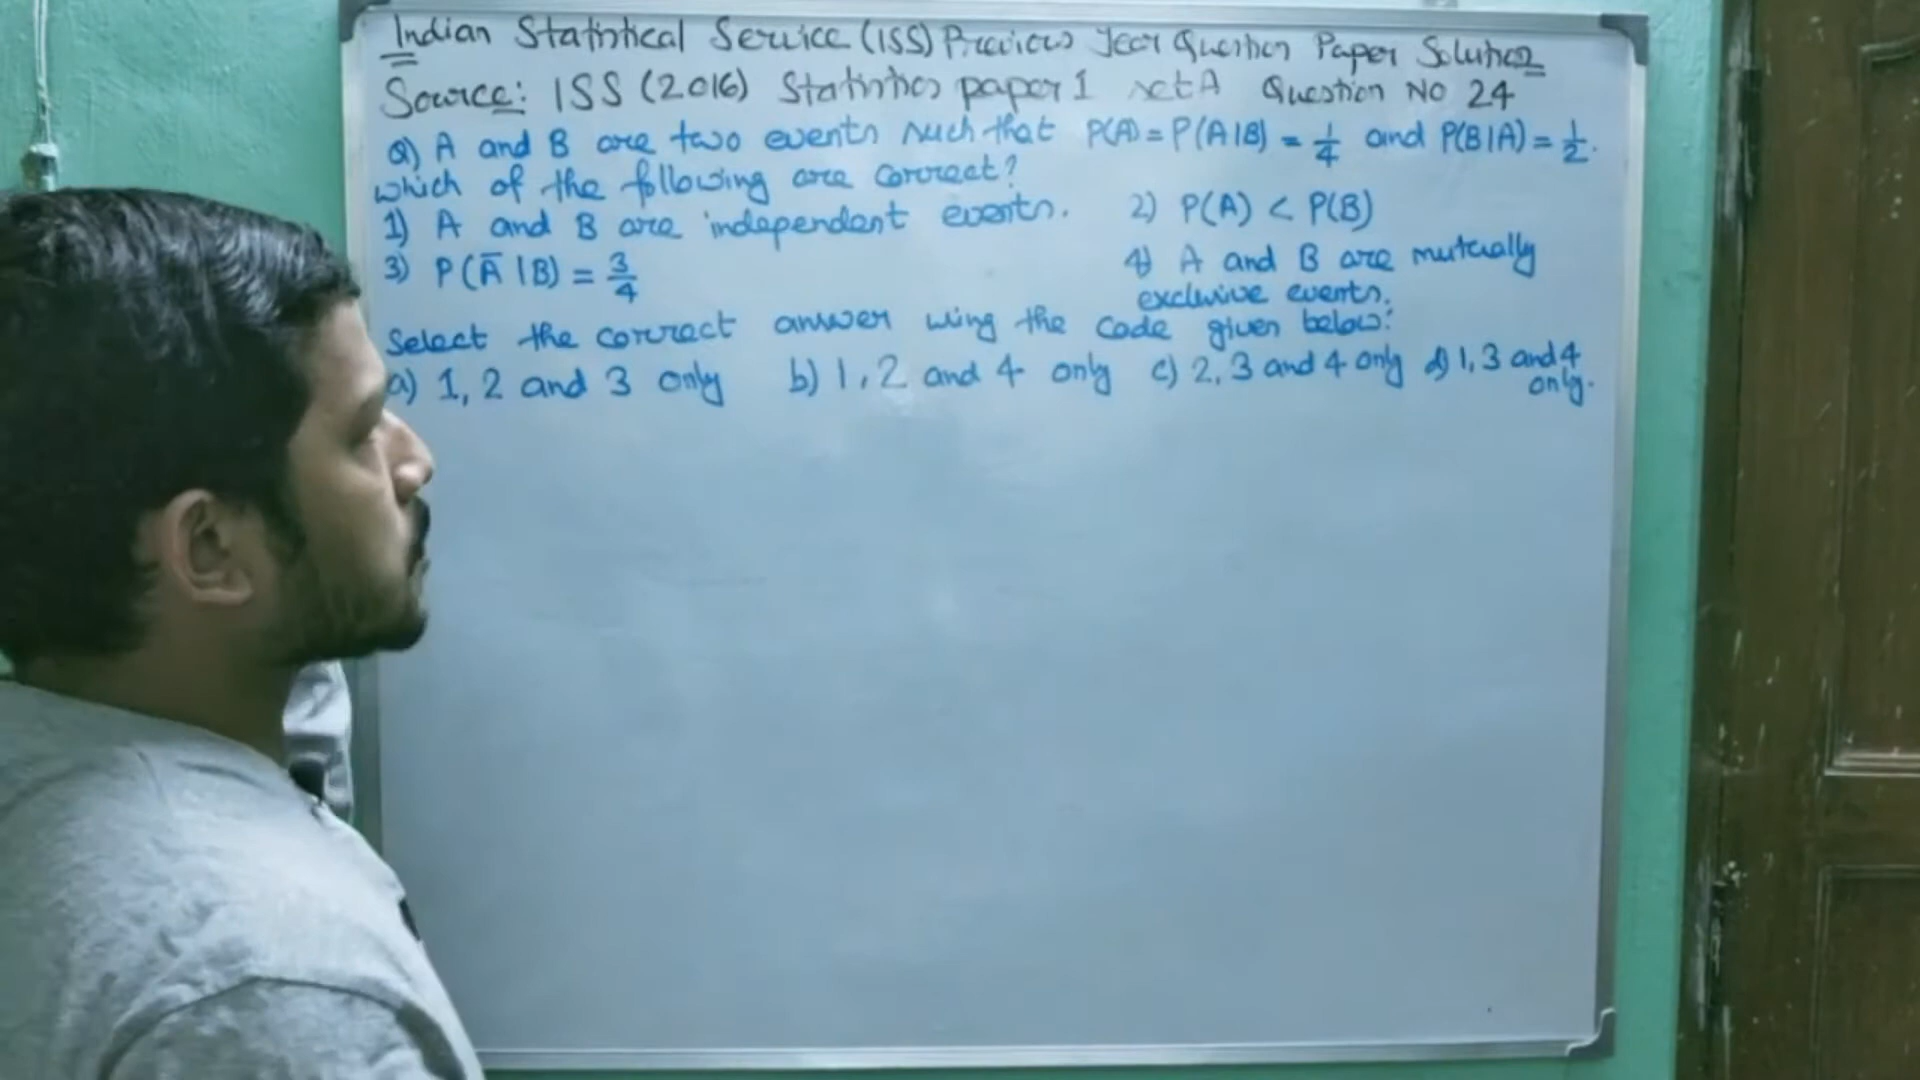 Indian Statistical Service (ISS) Previous Year Question Paper Solution
Source: ISS (2016) Statistics paper 1 set A Question No 24
Q) A and B are two events such that P(A) = P(A|B) = 1/4 and P(B|A) = 1/2.
which of the following are correct?
1) A and B are independent events. 2) P(A) < P(B)
3) P(Ā|B) = 3/4 4) A and B are mutually
exclusive events.
Select the correct answer using the code given below:
a) 1, 2 and 3 only b) 1, 2 and 4 only c) 2, 3 and 4 only d) 1, 3 and 4
only.